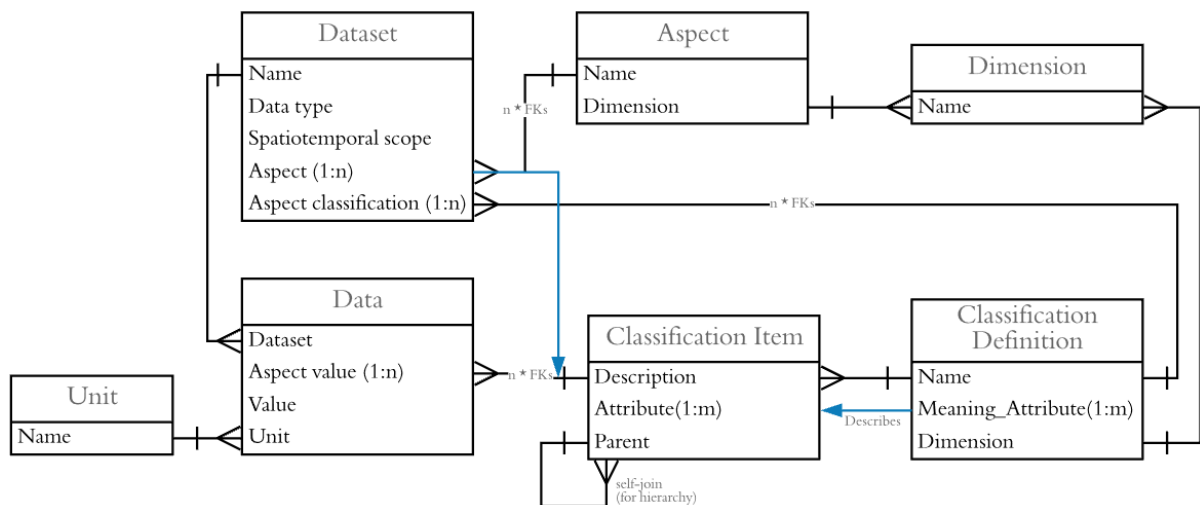 Dataset
Name
Data type
Spatiotemporal scope
Aspect (1:n)
Aspect classification (1:n)
n * FKs
Aspect
Name
Dimension
Dimension
Name
n * FKs
Data
Dataset
Aspect value (1:n)
Value
Unit
n * FKs
Unit
Name
Classification Item
Description
Attribute(1:m)
Parent
self-join
(for hierarchy)
Describes
Classification
Definition
Name
Meaning_Attribute(1:m)
Dimension